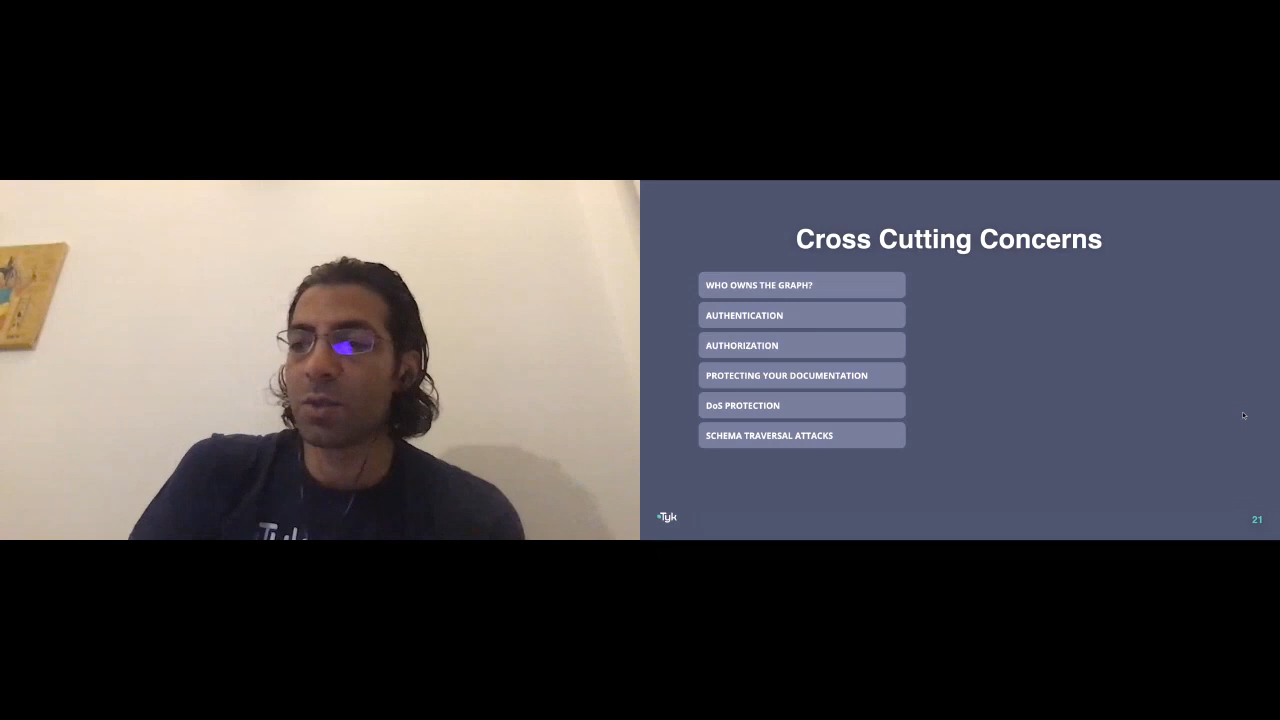 Cross Cutting Concerns
WHO OWNS THE GRAPH?
AUTHENTICATION
AUTHORIZATION
PROTECTING YOUR DOCUMENTATION
DoS PROTECTION
SCHEMA TRAVERSAL ATTACKS
Tyk
21
Tyk